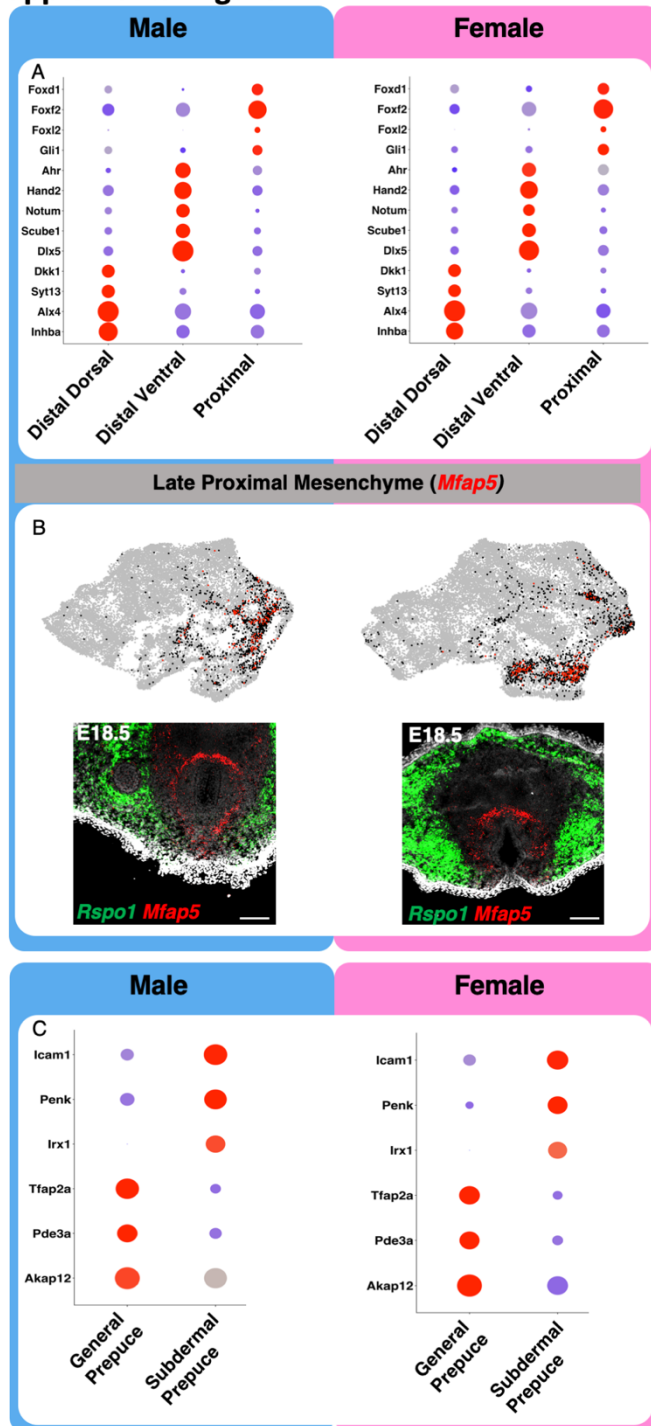 Male Female
A
Foxd1 Foxd1
Foxf2 Foxf2
Foxl2 Foxl2
Gli1 Gli1
Ahr Ahr
Hand2 Hand2
Notum Notum
Scube1 Scube1
Dlx5 Dlx5
Dkk1 Dkk1
Syt13 Syt13
Alx4 Alx4
Inhba Inhba
Distal Dorsal Distal Ventral Proximal Distal Dorsal Distal Ventral Proximal
Late Proximal Mesenchyme (Mfap5)
B
E18.5 E18.5
Rspo1 Mfap5 Rspo1 Mfap5
Male Female
C
Icam1 Icam1
Penk Penk
Irx1 Irx1
Tfap2a Tfap2a
Pde3a Pde3a
Akap12 Akap12
General Subdermal General Subdermal
Prepuce Prepuce Prepuce Prepuce